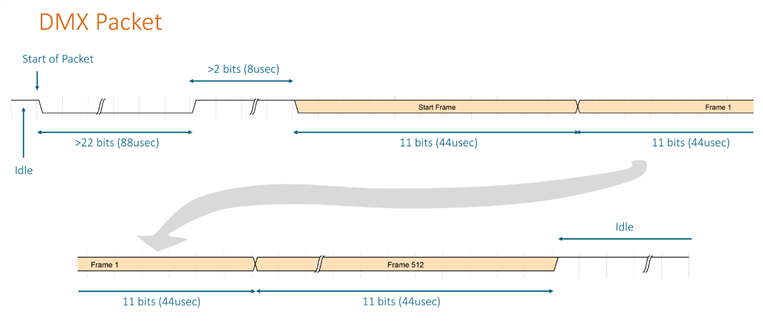 DMX Packet
Start of Packet
>2 bits (8usec)
Start Frame
Frame 1
>22 bits (88usec)
11 bits (44usec)
11 bits (44usec)
Idle
Idle
Frame 1
Frame 512
11 bits (44usec)
11 bits (44usec)